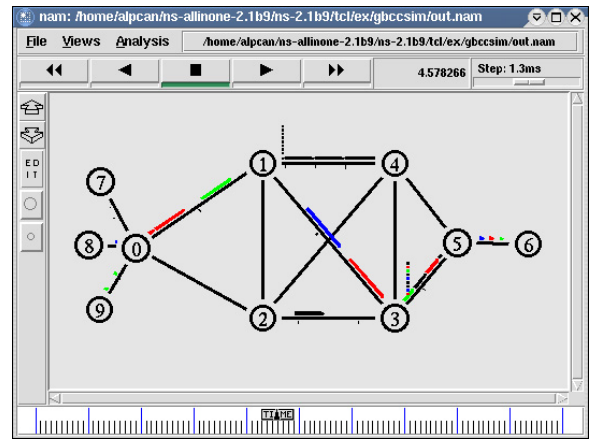 nam: /home/alpcan/ns-allinone-2.1b9/ns-2.1b9/tcl/ex/gbccsim/out.nam
File Views Analysis /home/alpcan/ns-allinone-2.1b9/ns-2.1b9/tcl/ex/gbccsim/out.nam
4.578266 Step: 1.3ms
E D
I T
1 4
7
8 0 5 6
9 2 3
TIME